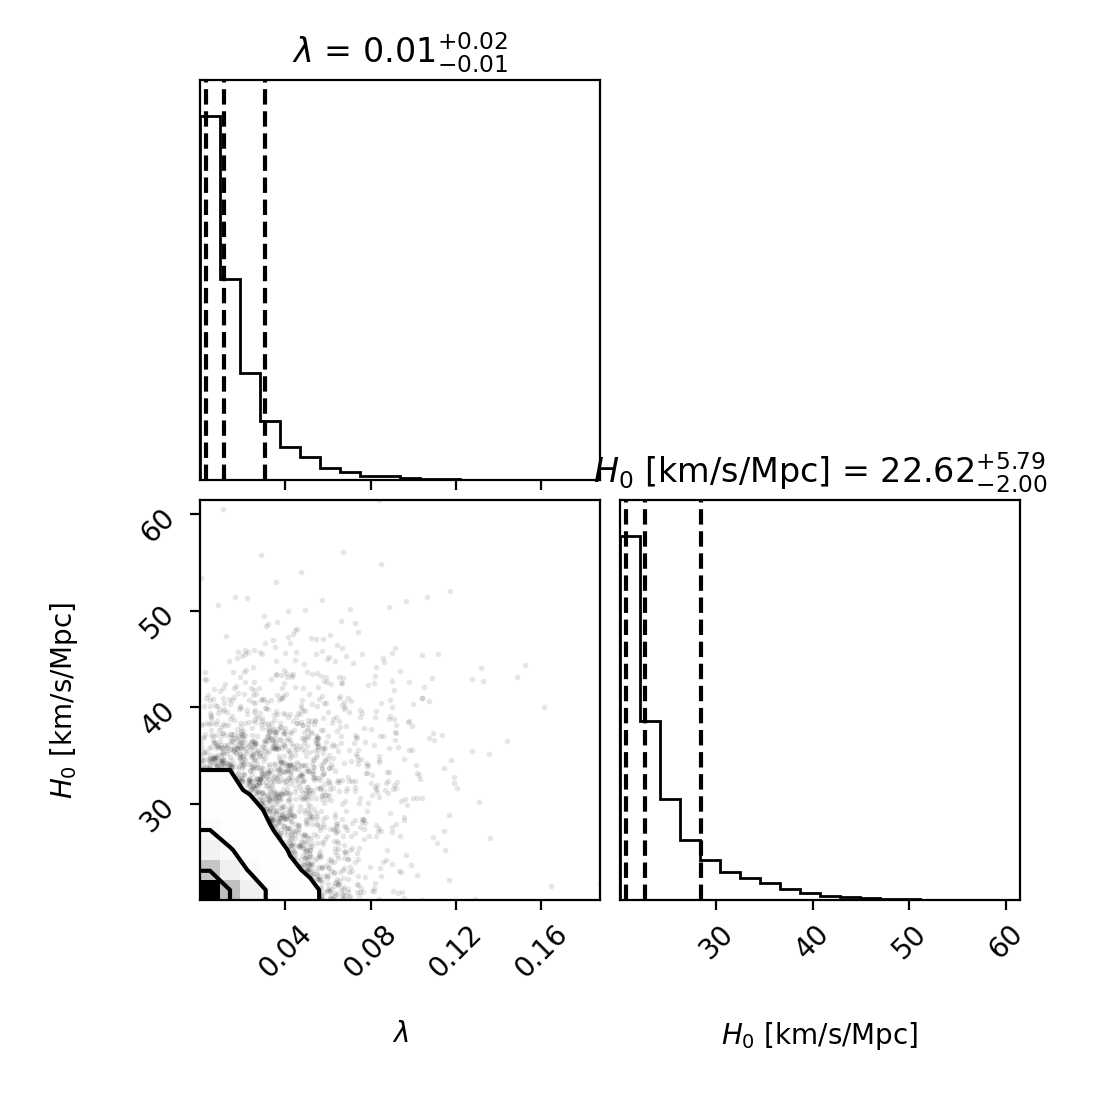 λ = 0.01+0.02 −0.01
H0 [km/s/Mpc] = 22.62+5.79 −2.00
60
50
40
30
H0 [km/s/Mpc]
0.04 0.08 0.12 0.16
30 40 50 60
λ
H0 [km/s/Mpc]